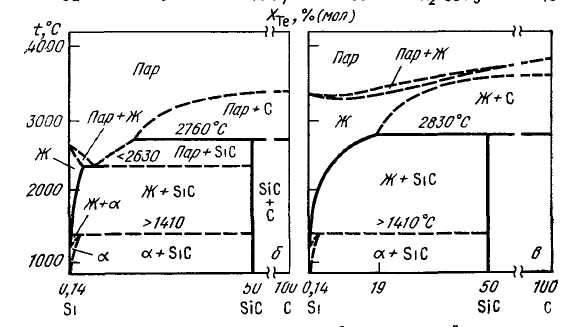 X_Te, % (мол)
t,°C
4000
3000
2000
1000
Пар
Пар+Ж
Пар+C
2760°C
<2630
Пар+SiC
Ж
Ж+SiC
SiC
+
C
Ж+α
>1410
α
α+SiC
б
0,14
50
100
Si
SiC
C
Пар
Пар+Ж
Ж+C
Ж
2830°C
Ж+SiC
>1410°C
α+SiC
в
0,14
19
50
100
Si
SiC
C